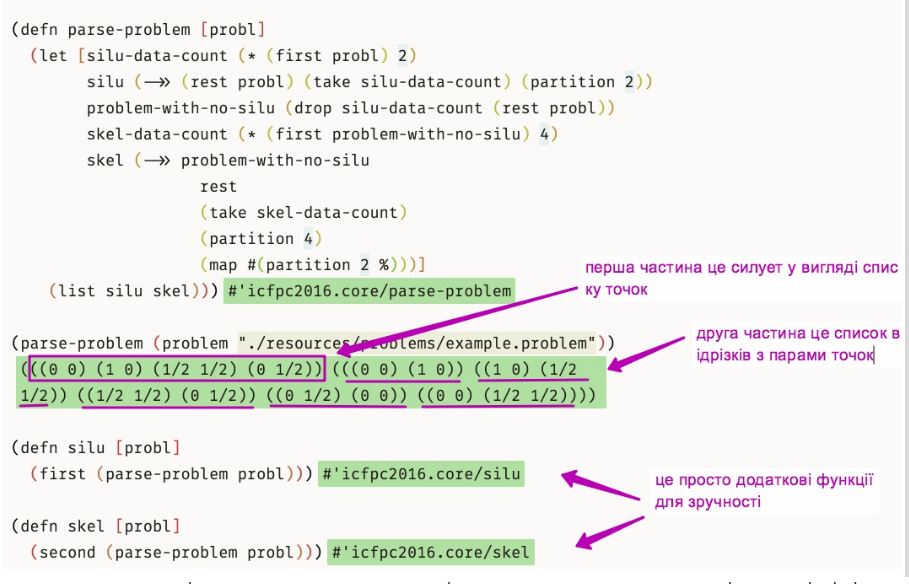 (defn parse-problem [probl]
(let [silu-data-count (* (first probl) 2)
silu (->> (rest probl) (take silu-data-count) (partition 2))
problem-with-no-silu (drop silu-data-count (rest probl))
skel-data-count (* (first problem-with-no-silu) 4)
skel (->> problem-with-no-silu
rest
(take skel-data-count)
(partition 4)
(map #(partition 2 %)))]
(list silu skel))) #'icfpc2016.core/parse-problem
перша частина це силует у вигляді спис
ку точок
(parse-problem (problem "./resources/problems/example.problem"))
(((0 0) (1 0) (1/2 1/2) (0 1/2)) (((0 0) (1 0)) ((1 0) (1/2
1/2)) ((1/2 1/2) (0 1/2)) ((0 1/2) (0 0)) ((0 0) (1/2 1/2))))
друга частина це список в
ідрізків з парами точок
(defn silu [probl]
(first (parse-problem probl))) #'icfpc2016.core/silu
це просто додаткові функції
для зручності
(defn skel [probl]
(second (parse-problem probl))) #'icfpc2016.core/skel